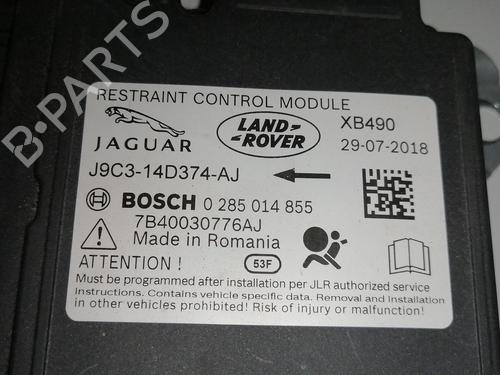 RESTRAINT CONTROL MODULE
JAGUAR
LAND-
ROVER
XB490
29-07-2018
J9C3-14D374-AJ
BOSCH 0 285 014 855
7B40030776AJ
Made in Romania
ATTENTION !
53F
Must be programmed after installation per JLR authorized service
instructions. Contains vehicle specific data. Removal and installation
in other vehicles prohibited! Risk of injury or malfunction!
B-PARTS
B-PARTS